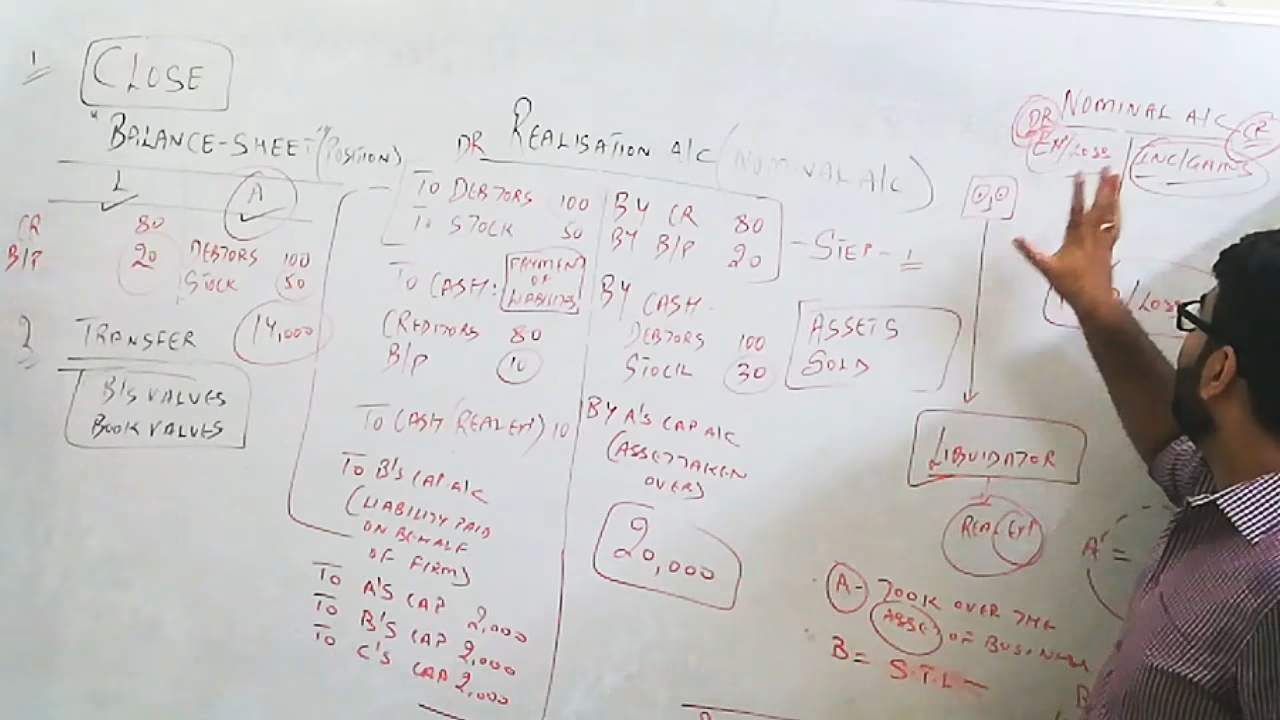 1
CLOSE
"BALANCE-SHEET" (POSITION)
L A
CR 80
B/P 20 DEBTORS 100
STOCK 50
2 TRANSFER 14,000
B'S VALUES
BOOK VALUES
DR REALISATION A/C (NOMINAL A/C)
TO DEBTORS 100
TO STOCK 50
TO CASH: PAYMENT
OF
LIABILITIES
CREDITORS 80
B/P 10
TO CASH (REAL EXP) 10
TO B'S CAP A/C
(LIABILITY PAID
ON BEHALF
OF FIRM)
TO A'S CAP 2,000
TO B'S CAP 2,000
TO C'S CAP 2,000
BY CR 80
BY B/P 20
- STEP - 1
BY CASH
DEBTORS 100
STOCK 30
ASSETS
SOLD
BY A'S CAP A/C
(ASSET TAKEN
OVER)
20,000
NOMINAL A/C
DR CR
EXP/LOSS INC/GAINS
/LOSS
LIQUIDATOR
REAL EXP
A - TOOK OVER THE
ASSET OF BUSINESS
B = S.T.L
A' =
B